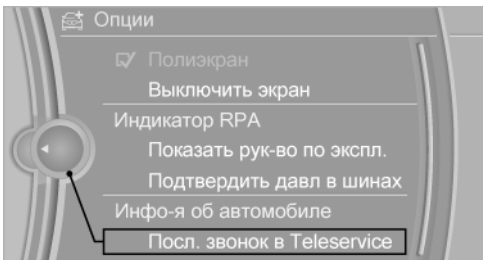 Опции
Полиэкран
Выключить экран
Индикатор RPA
Показать рук-во по экспл.
Подтвердить давл в шинах
Инфо-я об автомобиле
Посл. звонок в Teleservice